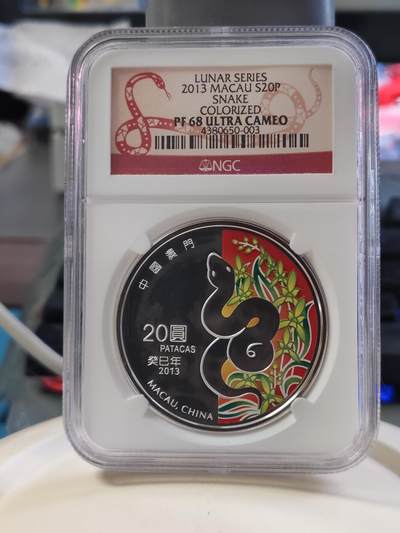 LUNAR SERIES
2013 MACAU S20P
SNAKE
COLORIZED
PF 68 ULTRA CAMEO
4380650-003
NGC
中國澳門
20圓
PATACAS
癸巳年
2013
MACAU, CHINA